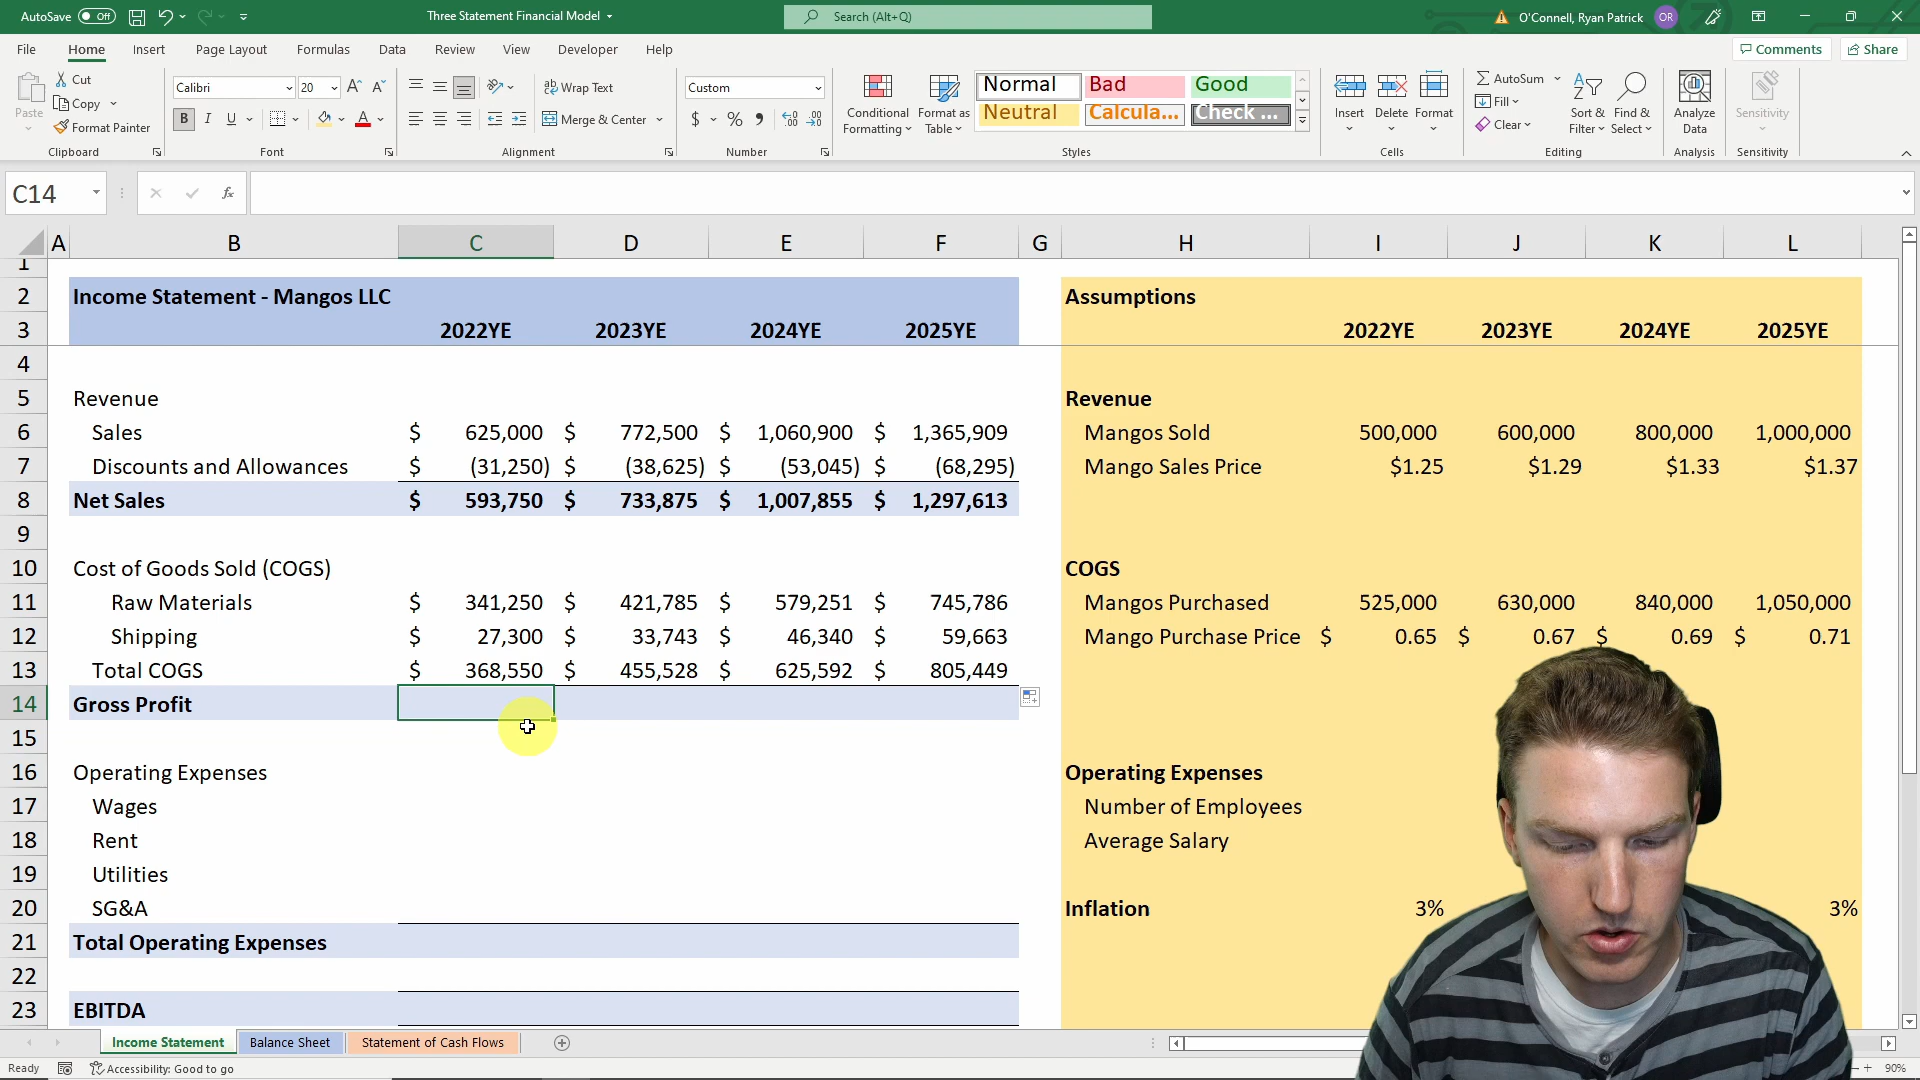 AutoSave Off Three Statement Financial Model Search (Alt+Q) O'Connell, Ryan Patrick OR
File Home Insert Page Layout Formulas Data Review View Developer Help Comments Share
Paste Cut Copy Format Painter
Calibri 20 B I U
Wrap Text Merge & Center
Custom $ % 9
Conditional Formatting Format as Table
Normal Bad Good
Neutral Calcula... Check ...
Insert Delete Format
AutoSum Fill Clear Sort & Filter Find & Select
Analyze Data Sensitivity
Clipboard Font Alignment Number Styles Cells Editing Analysis Sensitivity
C14 fx
A B C D E F G H I J K L
1
2 Income Statement - Mangos LLC Assumptions
3 2022YE 2023YE 2024YE 2025YE 2022YE 2023YE 2024YE 2025YE
4
5 Revenue Revenue
6 Sales $ 625,000 $ 772,500 $ 1,060,900 $ 1,365,909 Mangos Sold 500,000 600,000 800,000 1,000,000
7 Discounts and Allowances $ (31,250) $ (38,625) $ (53,045) $ (68,295) Mango Sales Price $1.25 $1.29 $1.33 $1.37
8 Net Sales $ 593,750 $ 733,875 $ 1,007,855 $ 1,297,613
9
10 Cost of Goods Sold (COGS) COGS
11 Raw Materials $ 341,250 $ 421,785 $ 579,251 $ 745,786 Mangos Purchased 525,000 630,000 840,000 1,050,000
12 Shipping $ 27,300 $ 33,743 $ 46,340 $ 59,663 Mango Purchase Price $ 0.65 $ 0.67 $ 0.69 $ 0.71
13 Total COGS $ 368,550 $ 455,528 $ 625,592 $ 805,449
14 Gross Profit
15
16 Operating Expenses Operating Expenses
17 Wages Number of Employees
18 Rent Average Salary
19 Utilities
20 SG&A Inflation 3% 3%
21 Total Operating Expenses
22
23 EBITDA
Income Statement Balance Sheet Statement of Cash Flows
Ready Accessibility: Good to go 90%